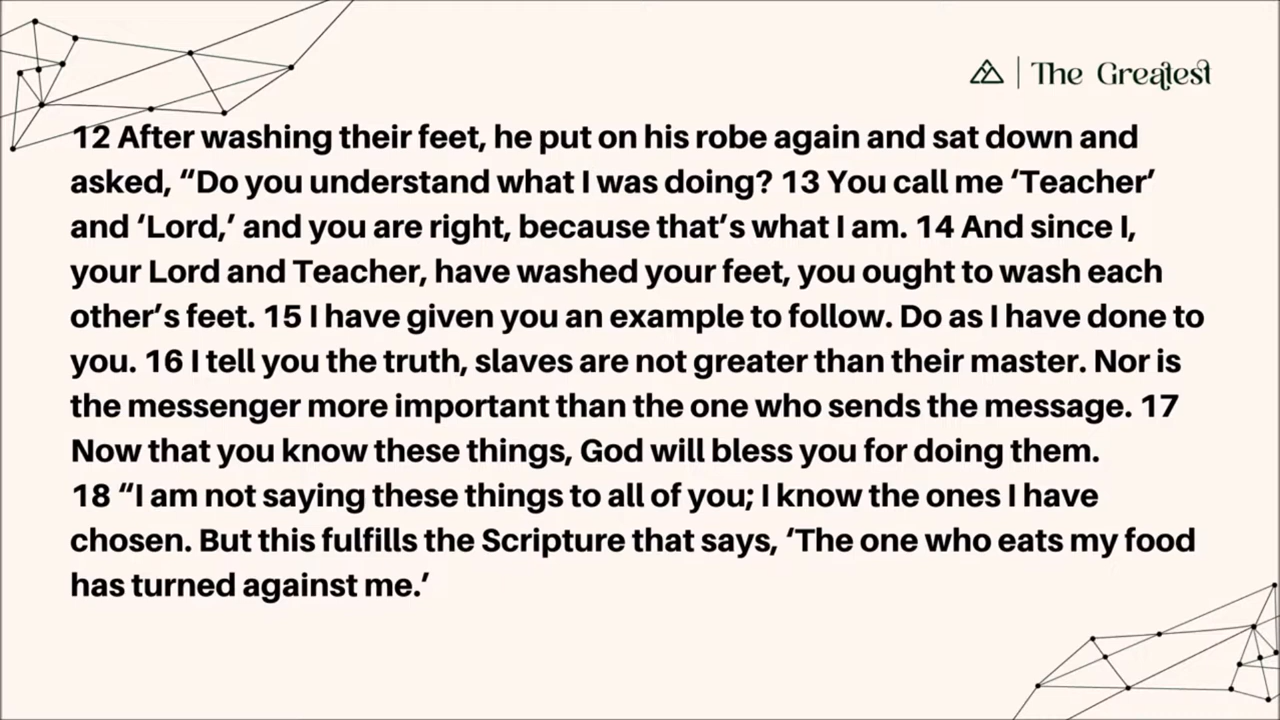 The Greatest
12 After washing their feet, he put on his robe again and sat down and
asked, “Do you understand what I was doing? 13 You call me ‘Teacher’
and ‘Lord,’ and you are right, because that’s what I am. 14 And since I,
your Lord and Teacher, have washed your feet, you ought to wash each
other’s feet. 15 I have given you an example to follow. Do as I have done to
you. 16 I tell you the truth, slaves are not greater than their master. Nor is
the messenger more important than the one who sends the message. 17
Now that you know these things, God will bless you for doing them.
18 “I am not saying these things to all of you; I know the ones I have
chosen. But this fulfills the Scripture that says, ‘The one who eats my food
has turned against me.’